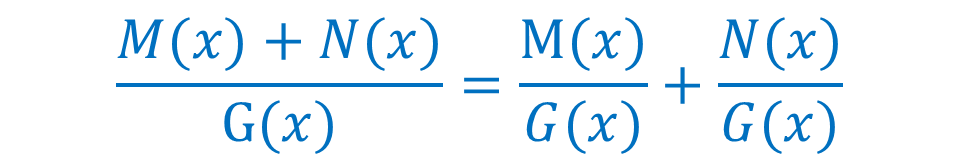 (M(x) + N(x))/G(x) = M(x)/G(x) + N(x)/G(x)